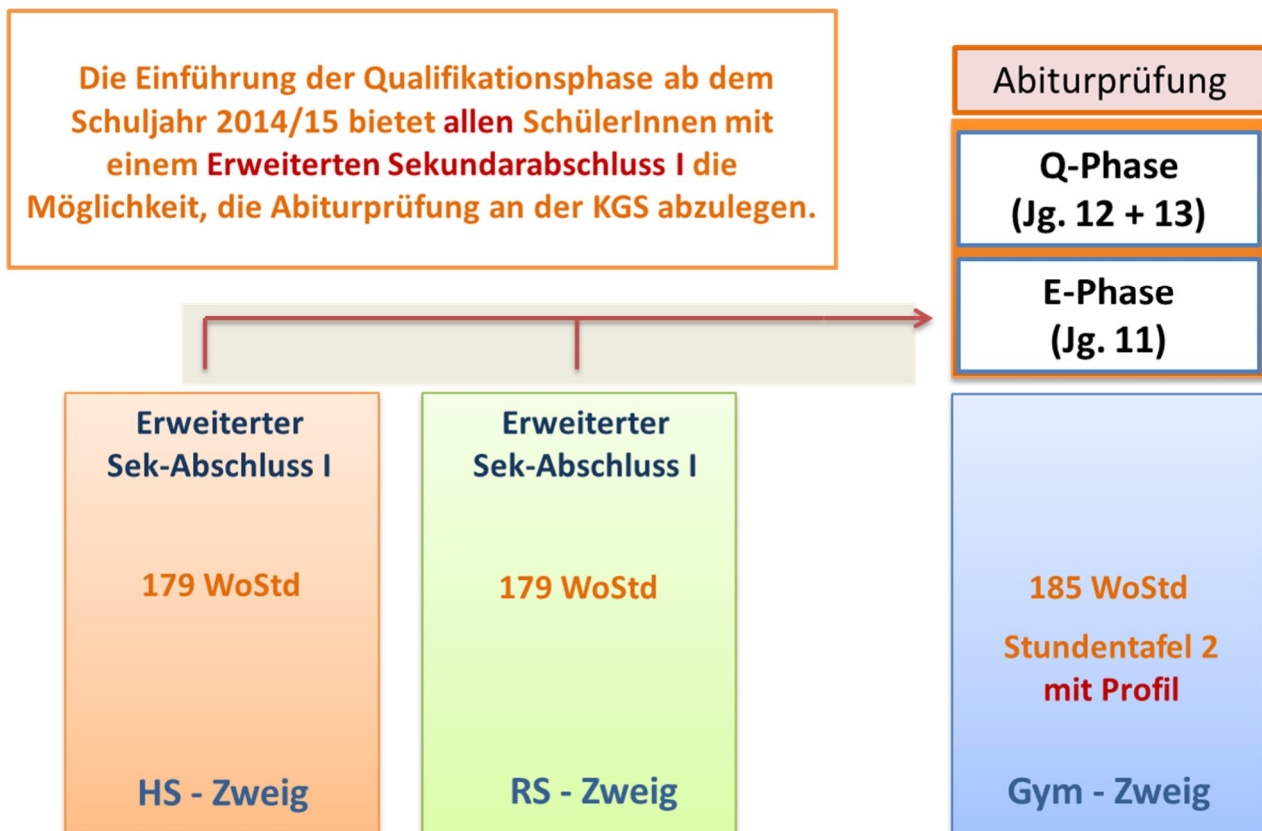 Die Einführung der Qualifikationsphase ab dem
Schuljahr 2014/15 bietet allen SchülerInnen mit
einem Erweiterten Sekundarabschluss I die
Möglichkeit, die Abiturprüfung an der KGS abzulegen.
Abiturprüfung
Q-Phase
(Jg. 12 + 13)
E-Phase
(Jg. 11)
Erweiterter
Sek-Abschluss I
179 WoStd
HS - Zweig
Erweiterter
Sek-Abschluss I
179 WoStd
RS - Zweig
185 WoStd
Stundentafel 2
mit Profil
Gym - Zweig